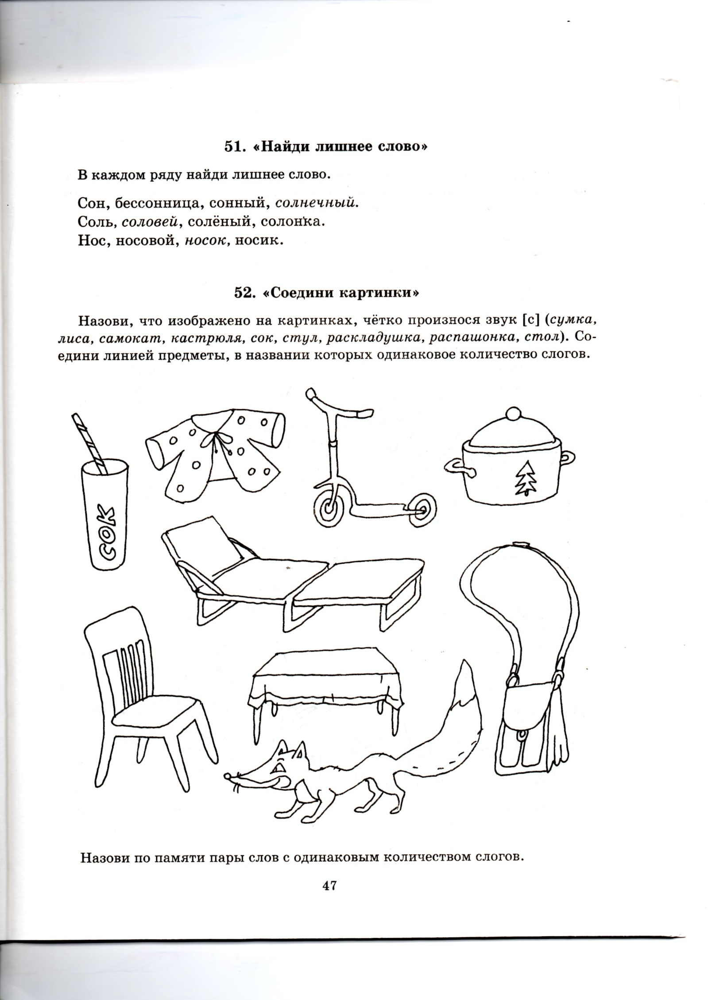 51. «Найди лишнее слово»
В каждом ряду найди лишнее слово.
Сон, бессонница, сонный, солнечный.
Соль, соловей, солёный, солонка.
Нос, носовой, носок, носик.
52. «Соедини картинки»
Назови, что изображено на картинках, чётко произнося звук [с] (сумка,
лиса, самокат, кастрюля, сок, стул, раскладушка, распашонка, стол). Со-
едини линией предметы, в названии которых одинаковое количество слогов.
СОК
Назови по памяти пары слов с одинаковым количеством слогов.
47